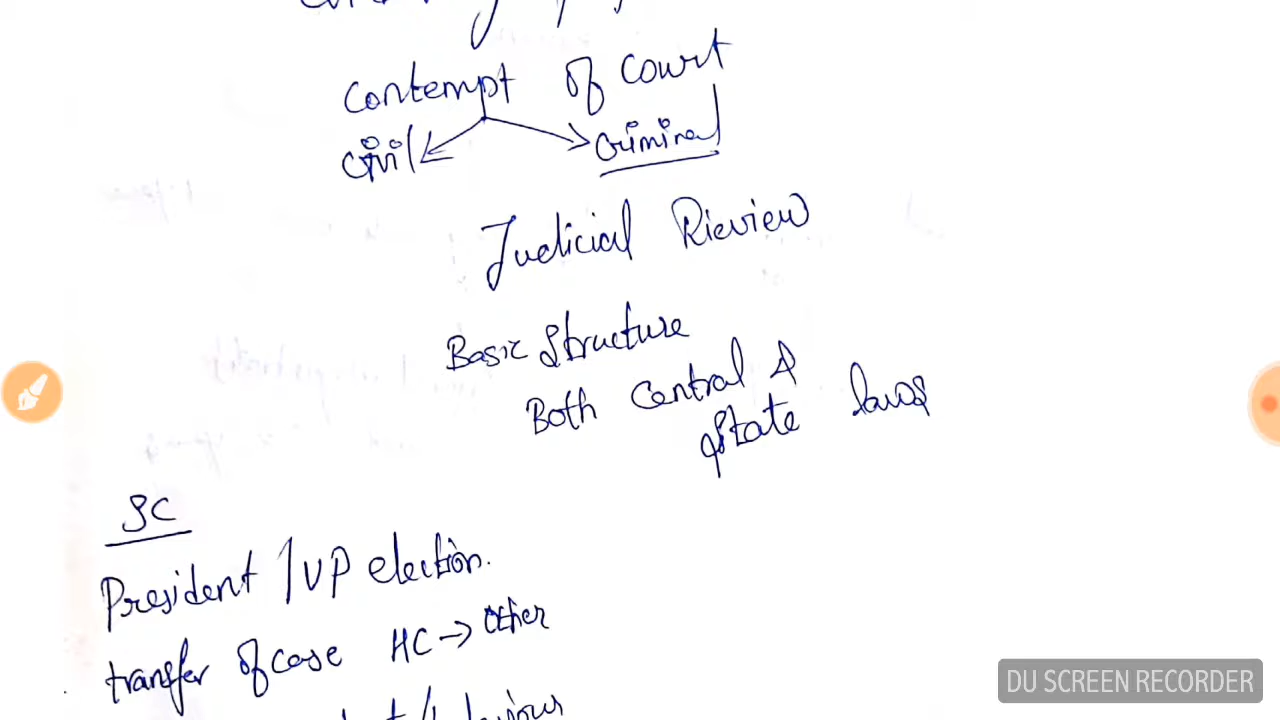 contempt of court
civil criminal
Judicial Rieview
Basic structure
Both Central &
state laws
SC
President / VP election.
transfer of case HC → other
DU SCREEN RECORDER